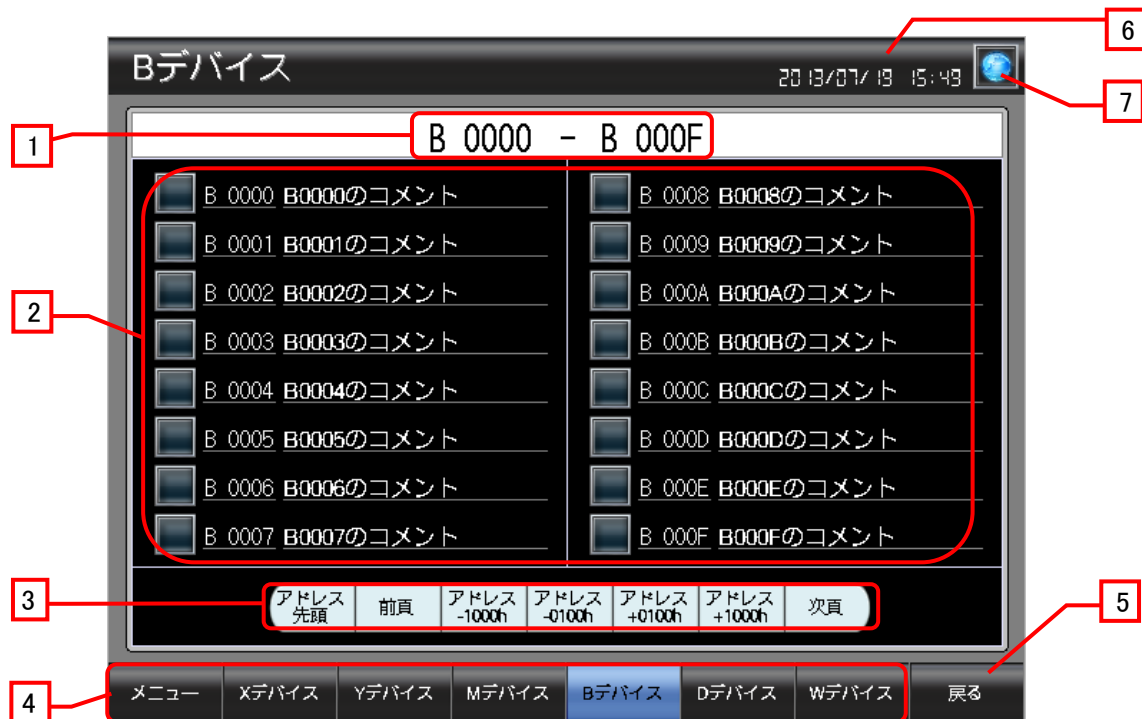 6
Bデバイス
2013/07/19 15:49
7
1
B 0000 - B 000F
B 0000 B0000のコメント
B 0001 B0001のコメント
B 0002 B0002のコメント
B 0003 B0003のコメント
B 0004 B0004のコメント
B 0005 B0005のコメント
B 0006 B0006のコメント
B 0007 B0007のコメント
B 0008 B0008のコメント
B 0009 B0009のコメント
B 000A B000Aのコメント
B 000B B000Bのコメント
B 000C B000Cのコメント
B 000D B000Dのコメント
B 000E B000Eのコメント
B 000F B000Fのコメント
2
3
アドレス
先頭
前頁
アドレス
-1000h
アドレス
-0100h
アドレス
+0100h
アドレス
+1000h
次頁
5
4
メニュー
Xデバイス
Yデバイス
Mデバイス
Bデバイス
Dデバイス
Wデバイス
戻る